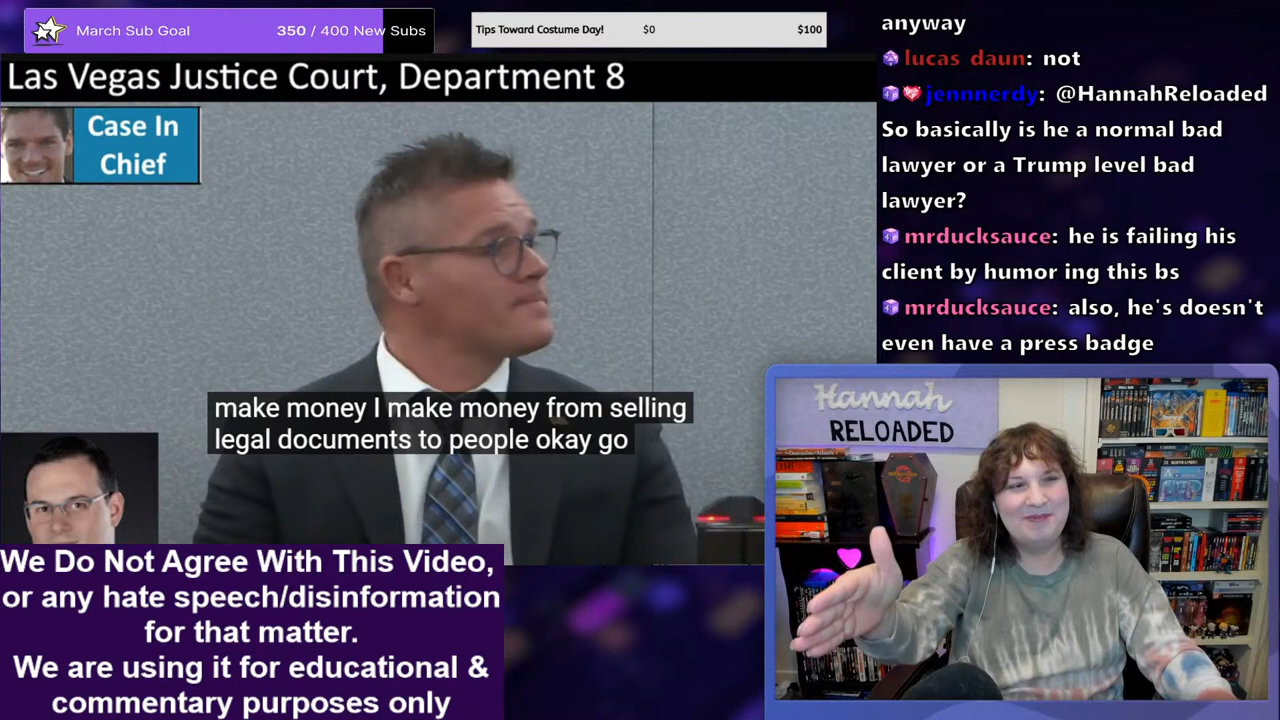 March Sub Goal
350 / 400 New Subs
Tips Toward Costume Day!
$0
$100
Las Vegas Justice Court, Department 8
Case In
Chief
make money I make money from selling
legal documents to people okay go
We Do Not Agree With This Video,
or any hate speech/disinformation
for that matter.
We are using it for educational &
commentary purposes only
anyway
lucas daun: not
jennnerdy: @HannahReloaded
So basically is he a normal bad
lawyer or a Trump level bad
lawyer?
mrducksauce: he is failing his
client by humor ing this bs
mrducksauce: also, he's doesn't
even have a press badge
Hannah
RELOADED